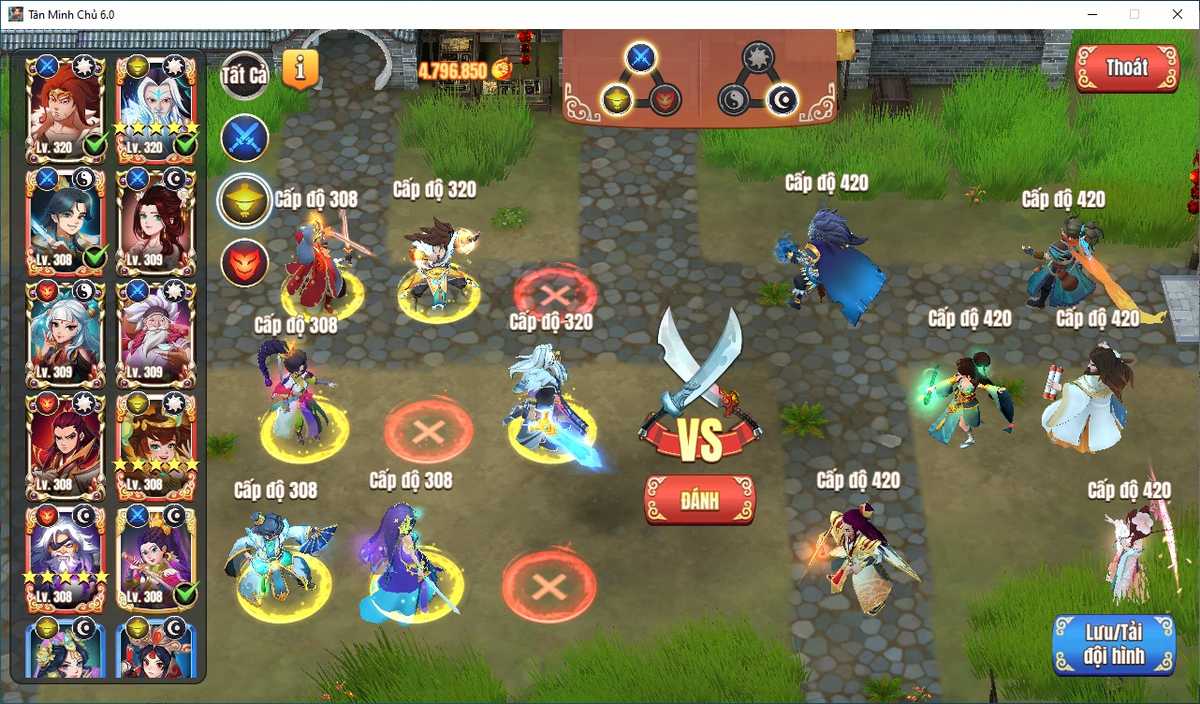 Tân Minh Chủ 6.0
Tất Cả
i
4.796.850
Thoát
Lv. 320
Lv. 320
Lv. 308
Lv. 309
Lv. 309
Lv. 309
Lv. 308
Lv. 308
Lv. 308
Lv. 308
Cấp độ 308
Cấp độ 320
Cấp độ 420
Cấp độ 420
Cấp độ 308
Cấp độ 320
Cấp độ 420
Cấp độ 420
VS
Cấp độ 308
Cấp độ 308
ĐÁNH
Cấp độ 420
Cấp độ 420
Lưu/Tải
đội hình